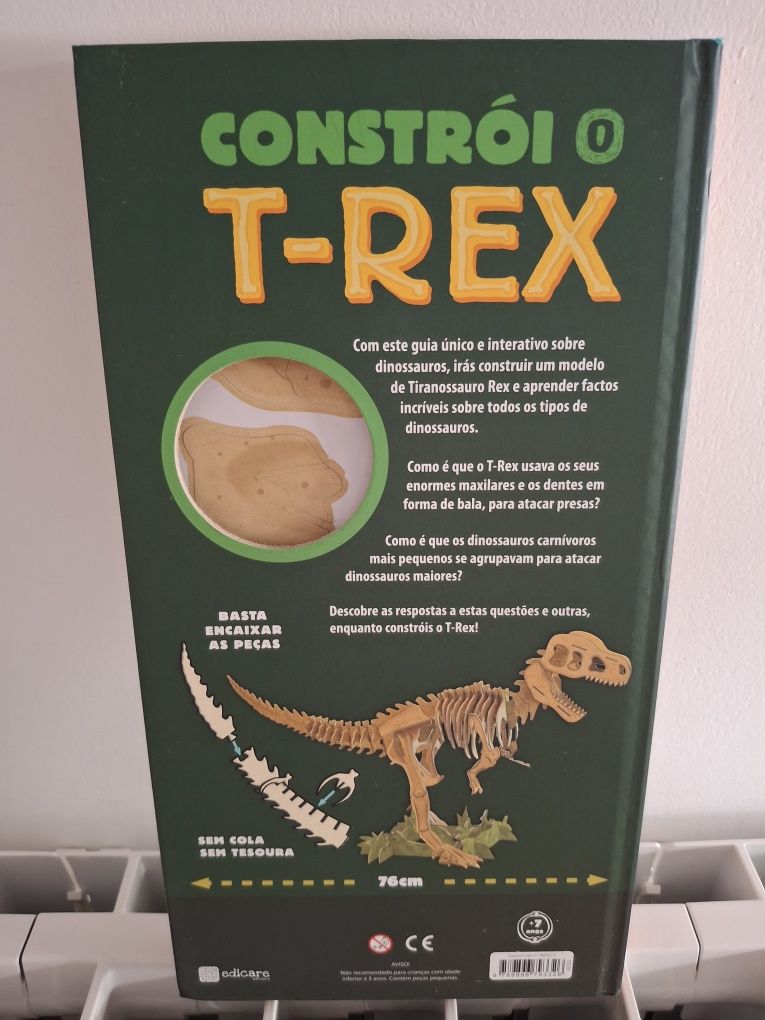 CONSTRÓI O
T-REX
Com este guia único e interativo sobre
dinossauros, irás construir um modelo
de Tiranossauro Rex e aprender factos
incríveis sobre todos os tipos de
dinossauros.
Como é que o T-Rex usava os seus
enormes maxilares e os dentes em
forma de bala, para atacar presas?
Como é que os dinossauros carnívoros
mais pequenos se agrupavam para atacar
dinossauros maiores?
Descobre as respostas a estas questões e outras,
enquanto constróis o T-Rex!
BASTA
ENCAIXAR
AS PEÇAS
SEM COLA
SEM TESOURA
76cm
+7
anos
CE
edicare
editora
AVISO!
Não recomendado para crianças com idade
inferior a 3 anos. Contém peças pequenas.